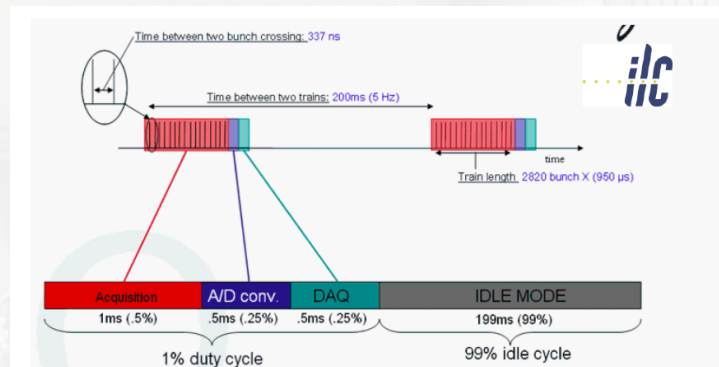 Time between two bunch crossing: 337 ns
ilc
Time between two trains: 200ms (5 Hz)
time
Train length 2820 bunch X (950 µs)
Acquisition A/D conv. DAQ IDLE MODE
1ms (.5%) .5ms (.25%) .5ms (.25%) 199ms (99%)
1% duty cycle 99% idle cycle